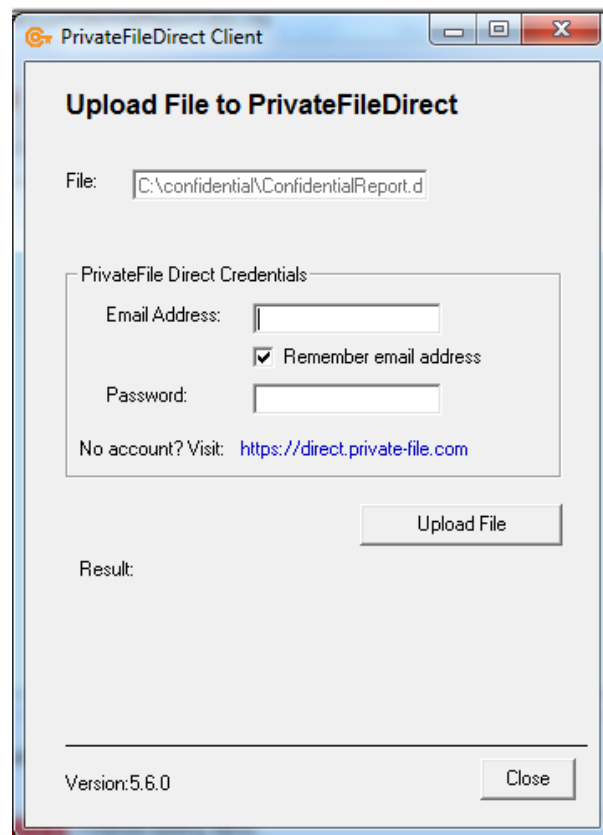 PrivateFileDirect Client
Upload File to PrivateFileDirect
File: C:\confidential\ConfidentialReport.d
PrivateFile Direct Credentials
Email Address:
Remember email address
Password:
No account? Visit: https://direct.private-file.com
Upload File
Result:
Version:5.6.0 Close